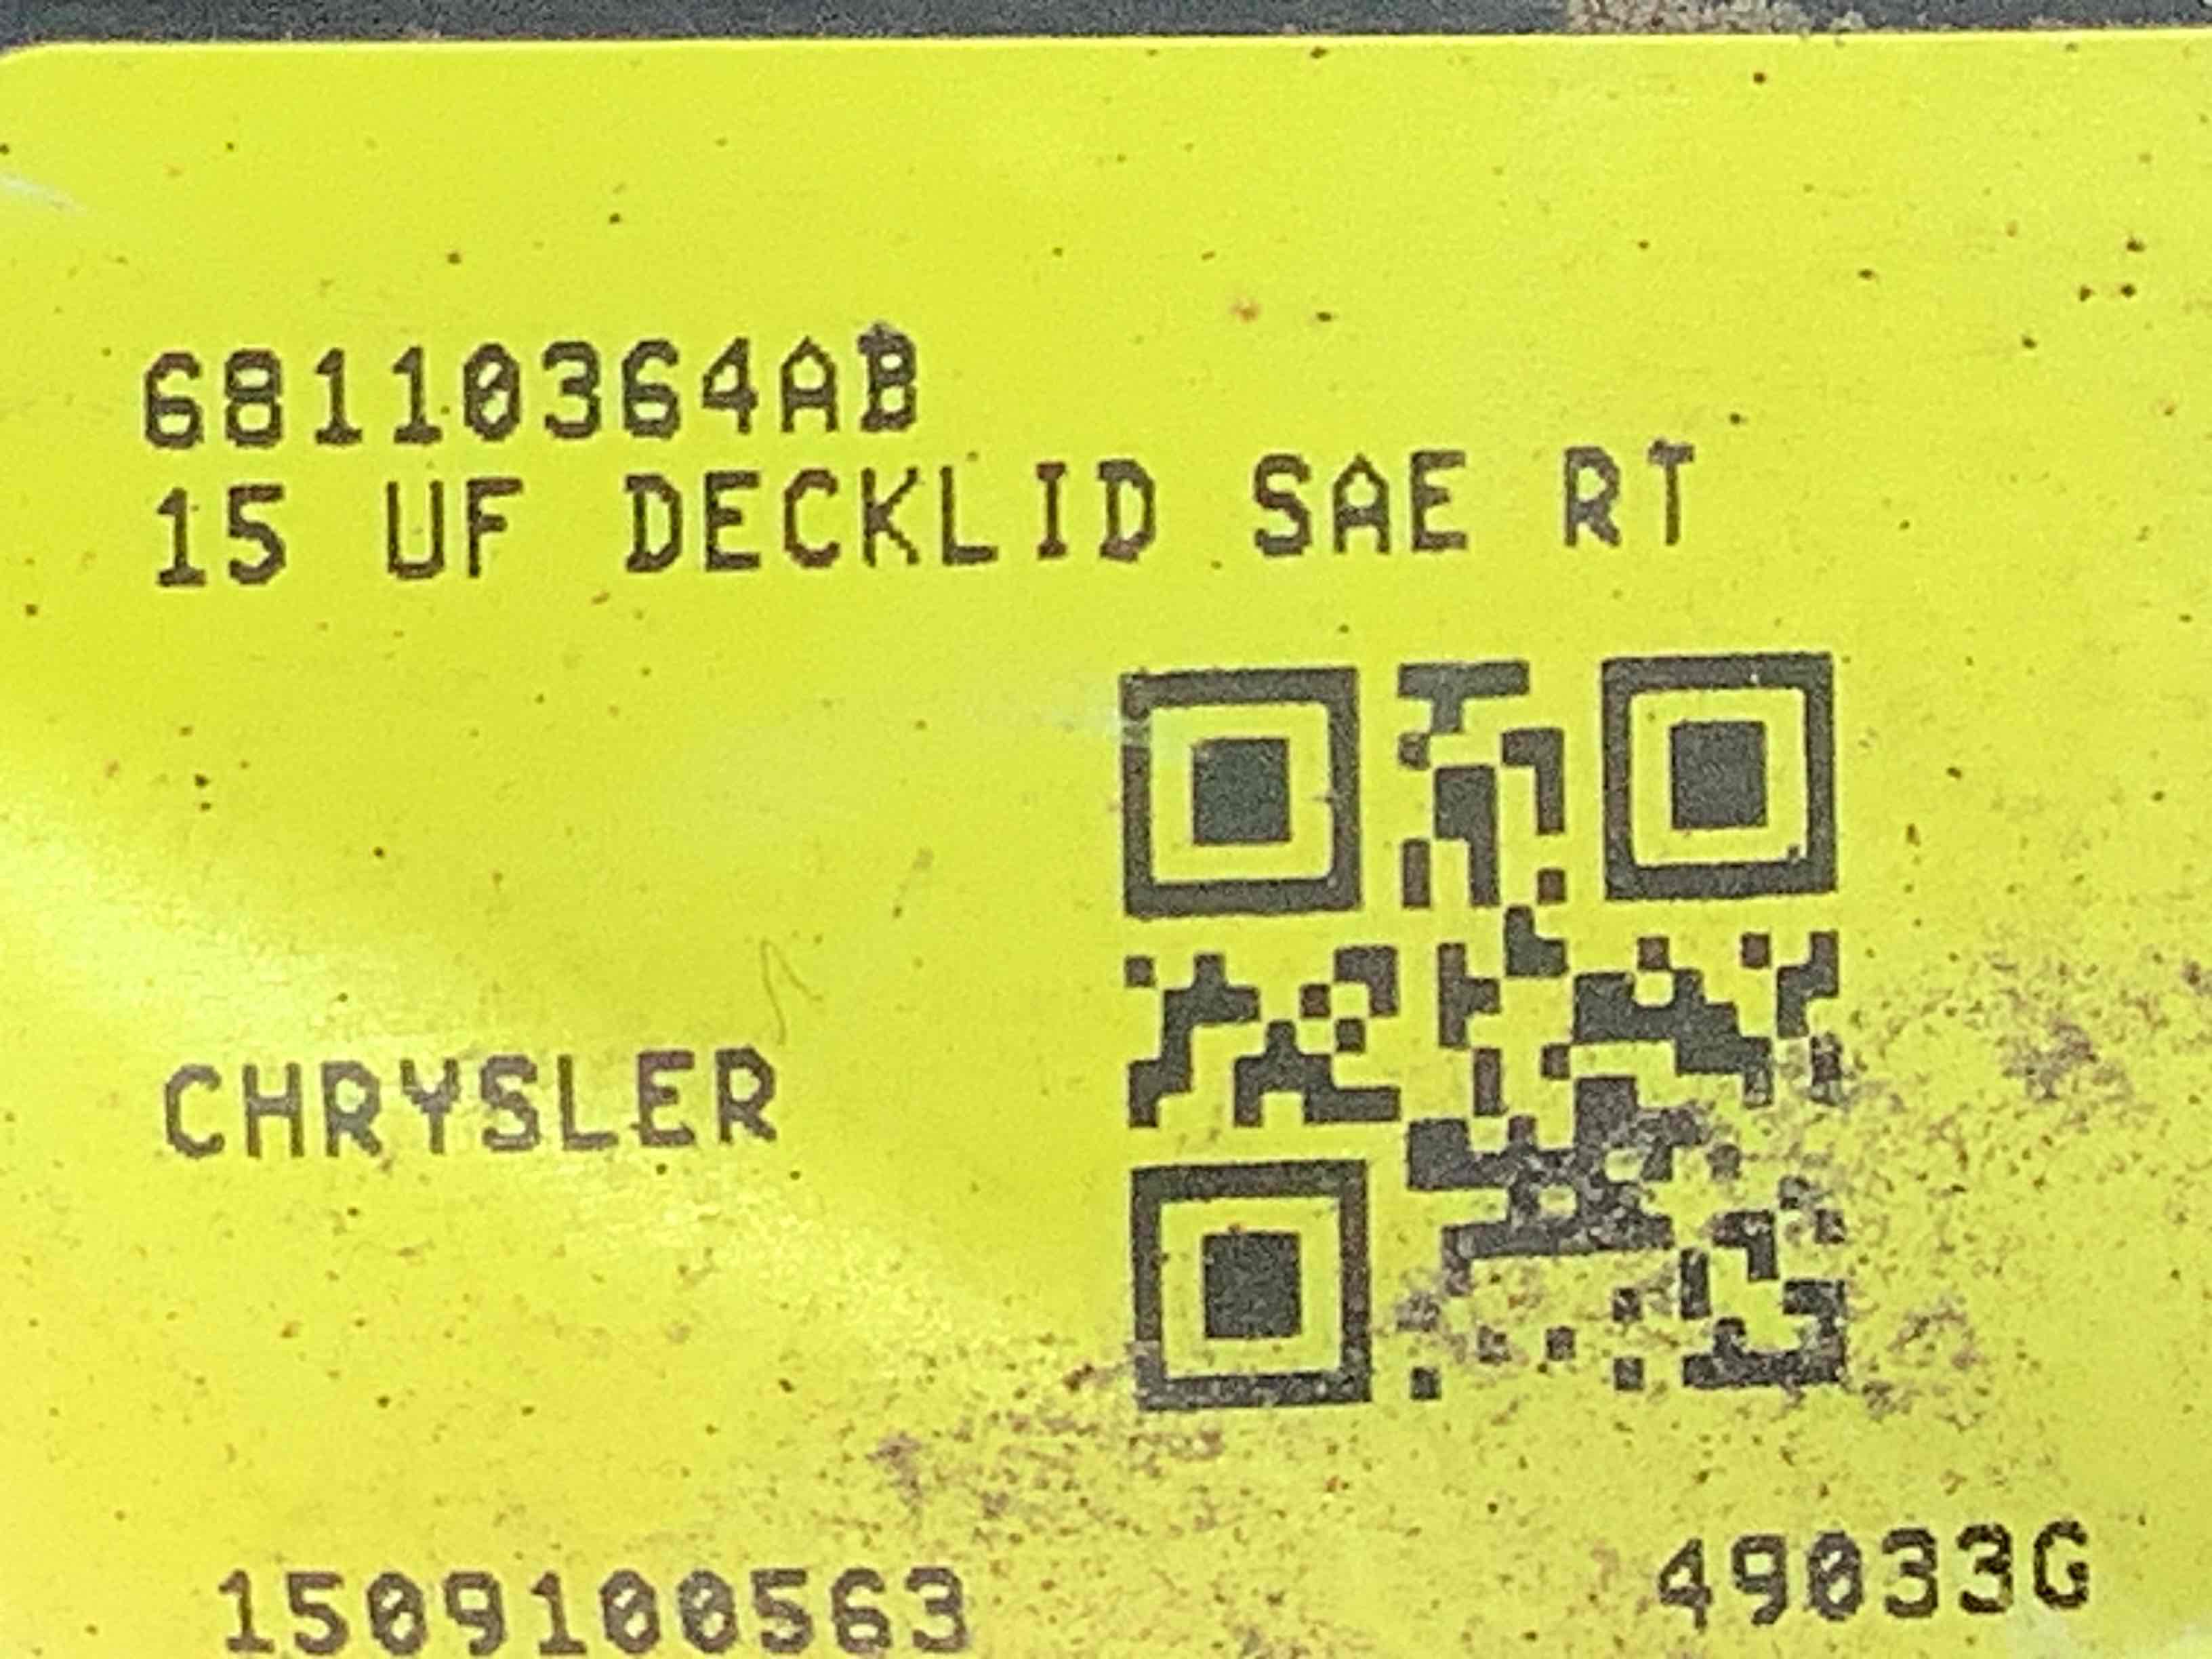 68110364AB
15 UF DECKLID SAE RT
CHRYSLER
1509100563
49033G